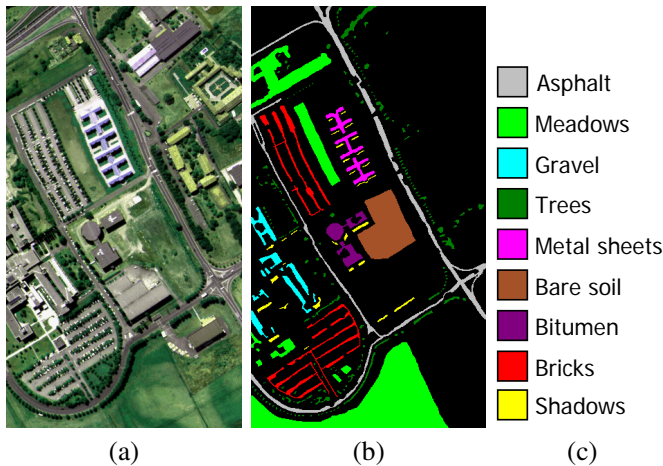 Asphalt
Meadows
Gravel
Trees
Metal sheets
Bare soil
Bitumen
Bricks
Shadows
(a)
(b)
(c)